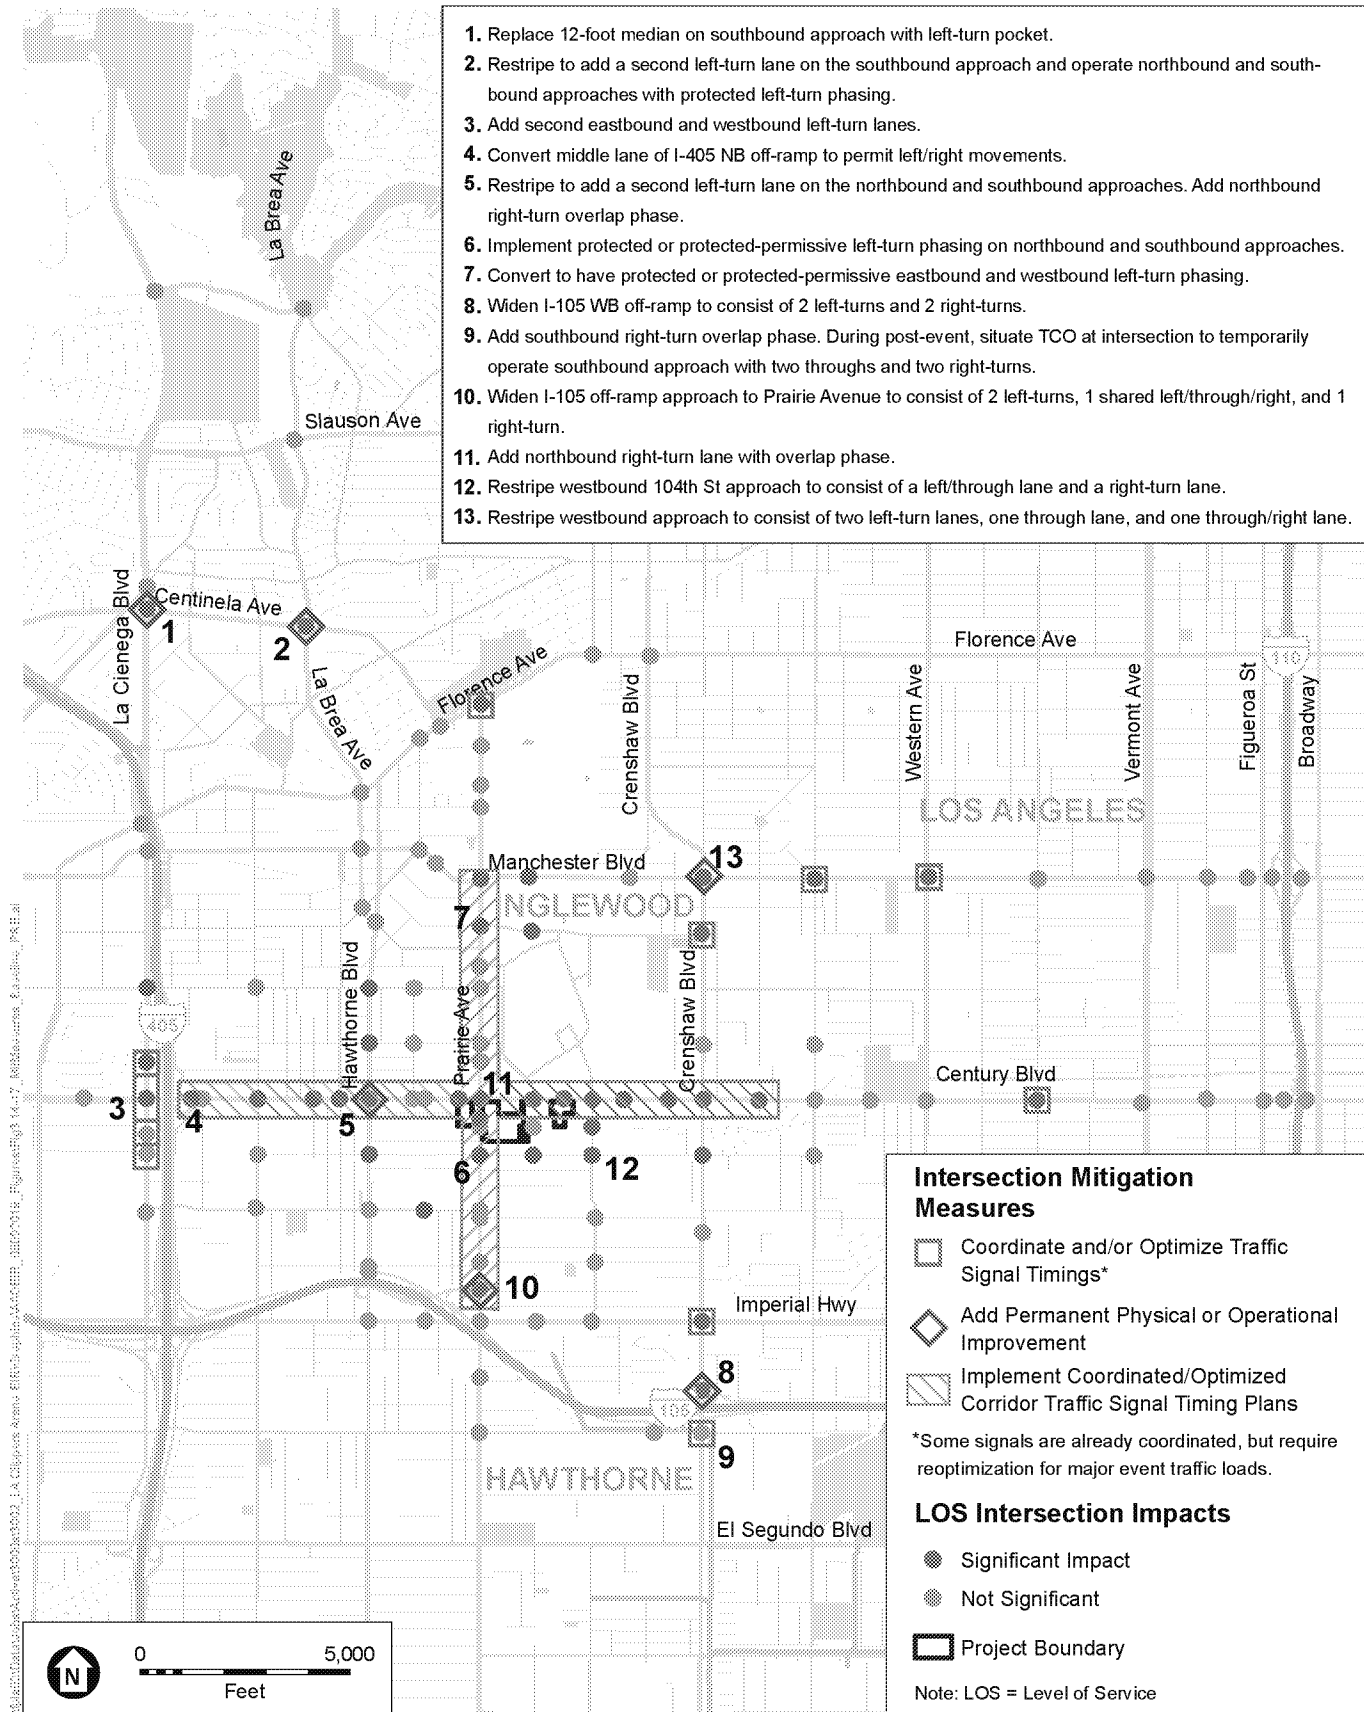 1. Replace 12-foot median on southbound approach with left-turn pocket.
2. Restripe to add a second left-turn lane on the southbound approach and operate northbound and south-
bound approaches with protected left-turn phasing.
3. Add second eastbound and westbound left-turn lanes.
4. Convert middle lane of I-405 NB off-ramp to permit left/right movements.
5. Restripe to add a second left-turn lane on the northbound and southbound approaches. Add northbound
right-turn overlap phase.
6. Implement protected or protected-permissive left-turn phasing on northbound and southbound approaches.
7. Convert to have protected or protected-permissive eastbound and westbound left-turn phasing.
8. Widen I-105 WB off-ramp to consist of 2 left-turns and 2 right-turns.
9. Add southbound right-turn overlap phase. During post-event, situate TCO at intersection to temporarily
operate southbound approach with two throughs and two right-turns.
10. Widen I-105 off-ramp approach to Prairie Avenue to consist of 2 left-turns, 1 shared left/through/right, and 1
right-turn.
11. Add northbound right-turn lane with overlap phase.
12. Restripe westbound 104th St approach to consist of a left/through lane and a right-turn lane.
13. Restripe westbound approach to consist of two left-turn lanes, one through lane, and one through/right lane.
La Brea Ave
Slauson Ave
La Cienega Blvd
Centinela Ave
1
2
La Brea Ave
Florence Ave
Florence Ave
Crenshaw Blvd
Western Ave
Vermont Ave
Figueroa St
110
Broadway
LOS ANGELES
Manchester Blvd
13
7
NGLEWOOD
Hawthorne Blvd
Prairie Ave
Crenshaw Blvd
405
Century Blvd
3
4
5
11
6
12
10
Imperial Hwy
8
105
9
HAWTHORNE
El Segundo Blvd
Intersection Mitigation
Measures
Coordinate and/or Optimize Traffic
Signal Timings*
Add Permanent Physical or Operational
Improvement
Implement Coordinated/Optimized
Corridor Traffic Signal Timing Plans
*Some signals are already coordinated, but require
reoptimization for major event traffic loads.
LOS Intersection Impacts
Significant Impact
Not Significant
Project Boundary
Note: LOS = Level of Service
N
0 5,000
Feet